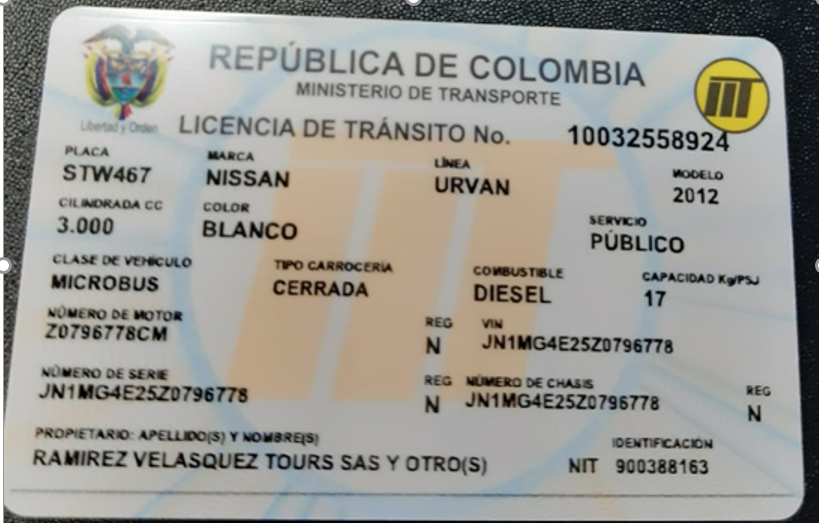 REPÚBLICA DE COLOMBIA
MINISTERIO DE TRANSPORTE
Libertad y Orden
LICENCIA DE TRÁNSITO No. 10032558924
PLACA MARCA LÍNEA MODELO
STW467 NISSAN URVAN 2012
CILINDRADA CC COLOR SERVICIO
3.000 BLANCO PÚBLICO
CLASE DE VEHÍCULO TIPO CARROCERÍA COMBUSTIBLE CAPACIDAD Kg/PSJ
MICROBUS CERRADA DIESEL 17
NÚMERO DE MOTOR REG VIN
Z0796778CM N JN1MG4E25Z0796778
NÚMERO DE SERIE REG NÚMERO DE CHASIS REG
JN1MG4E25Z0796778 N JN1MG4E25Z0796778 N
PROPIETARIO: APELLIDO(S) Y NOMBRE(S) IDENTIFICACIÓN
RAMIREZ VELASQUEZ TOURS SAS Y OTRO(S) NIT 900388163